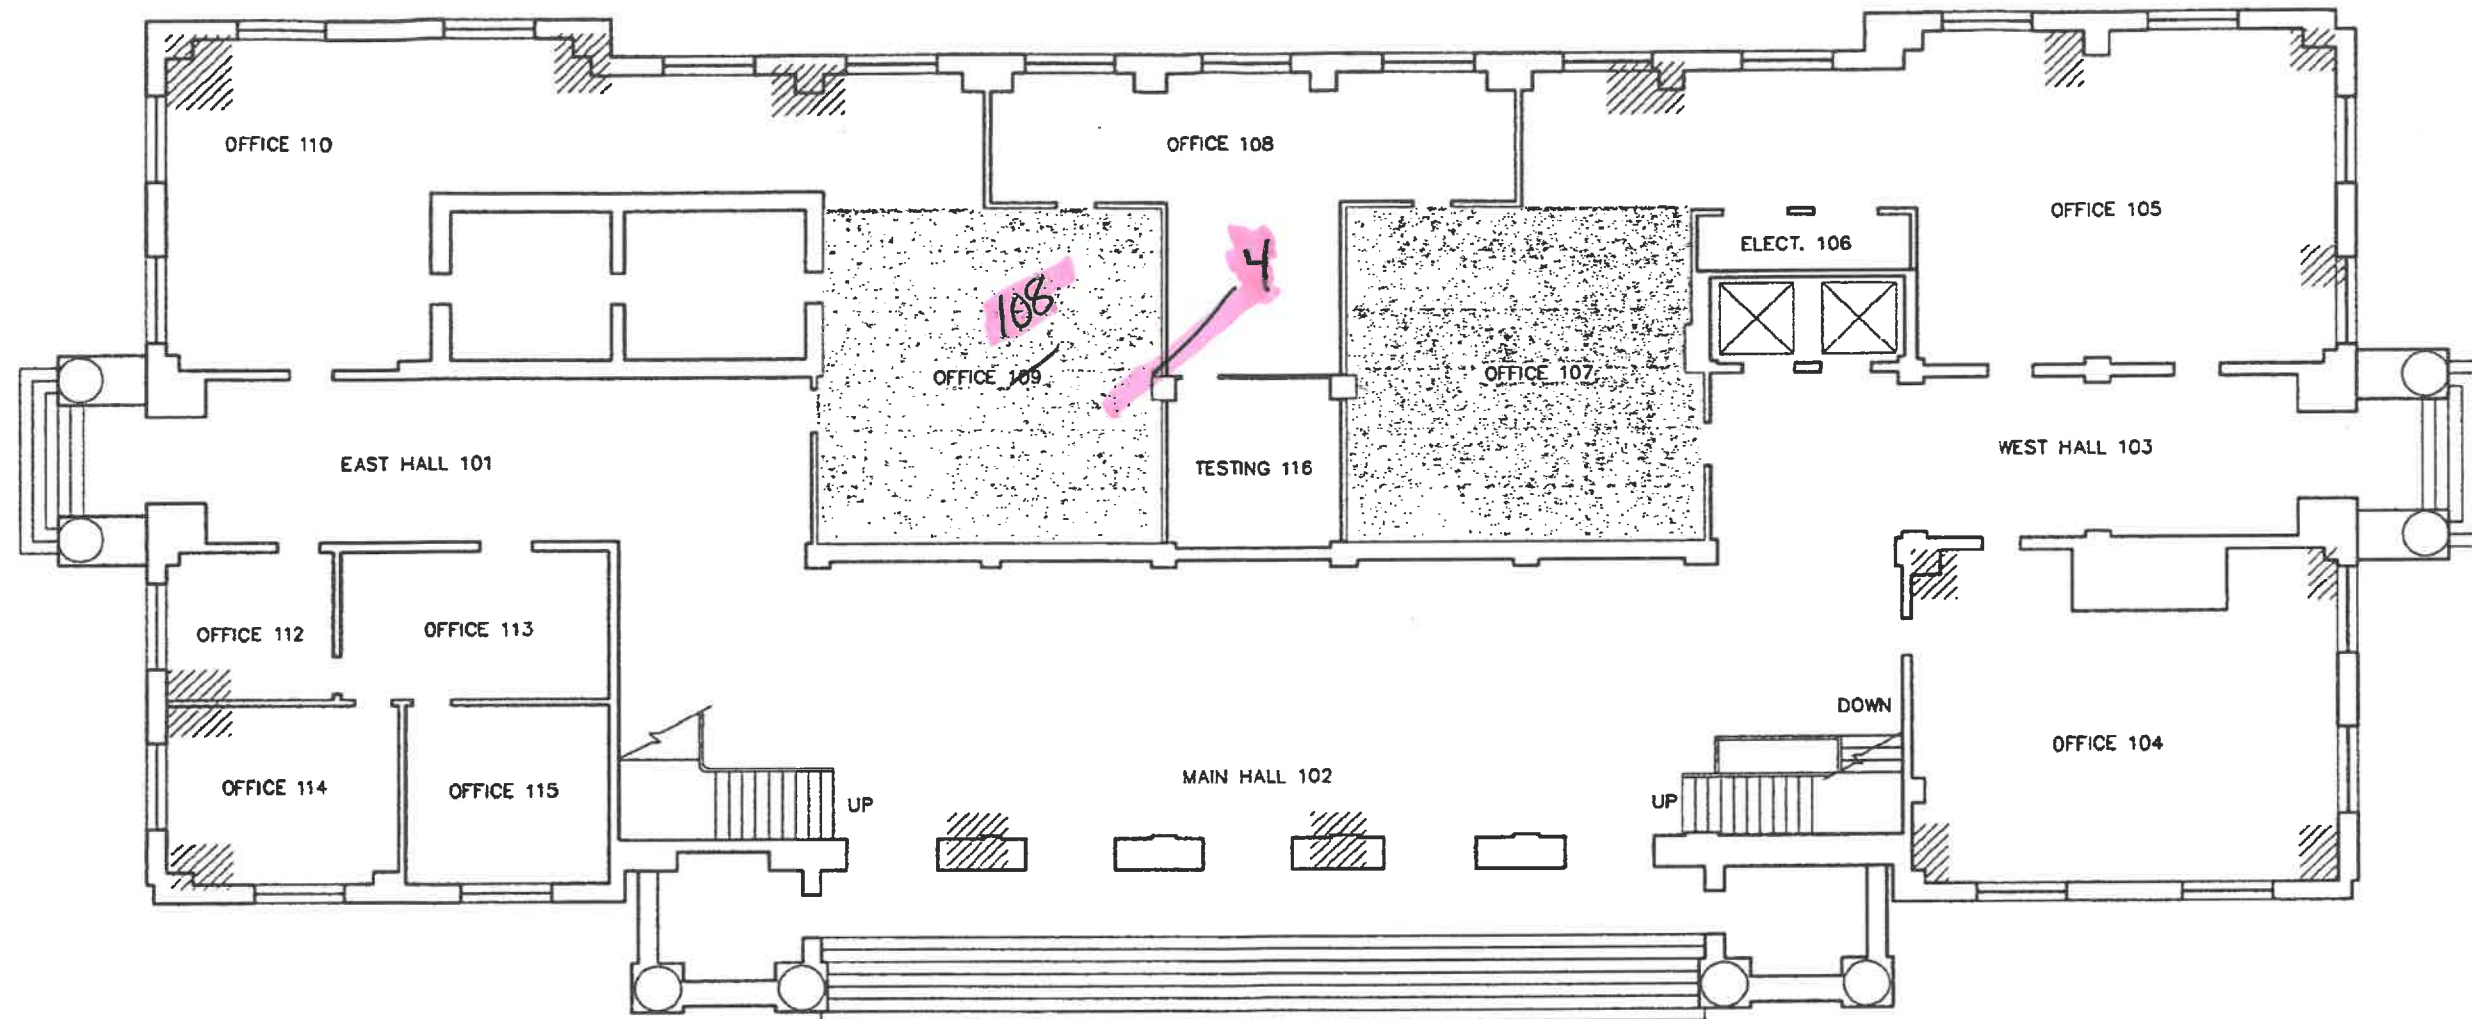 OFFICE 110
OFFICE 108
OFFICE 105
ELECT. 106
4
108
OFFICE 109
OFFICE 107
EAST HALL 101
TESTING 116
WEST HALL 103
OFFICE 112
OFFICE 113
DOWN
OFFICE 104
MAIN HALL 102
OFFICE 114
OFFICE 115
UP
UP